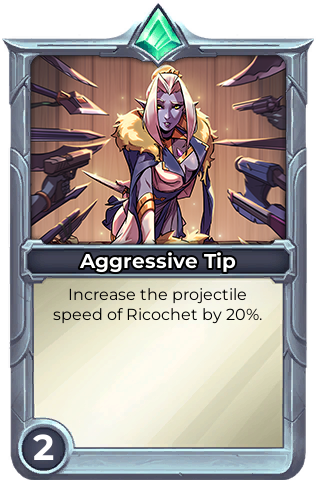 Aggressive Tip
Increase the projectile
speed of Ricochet by 20%.
2